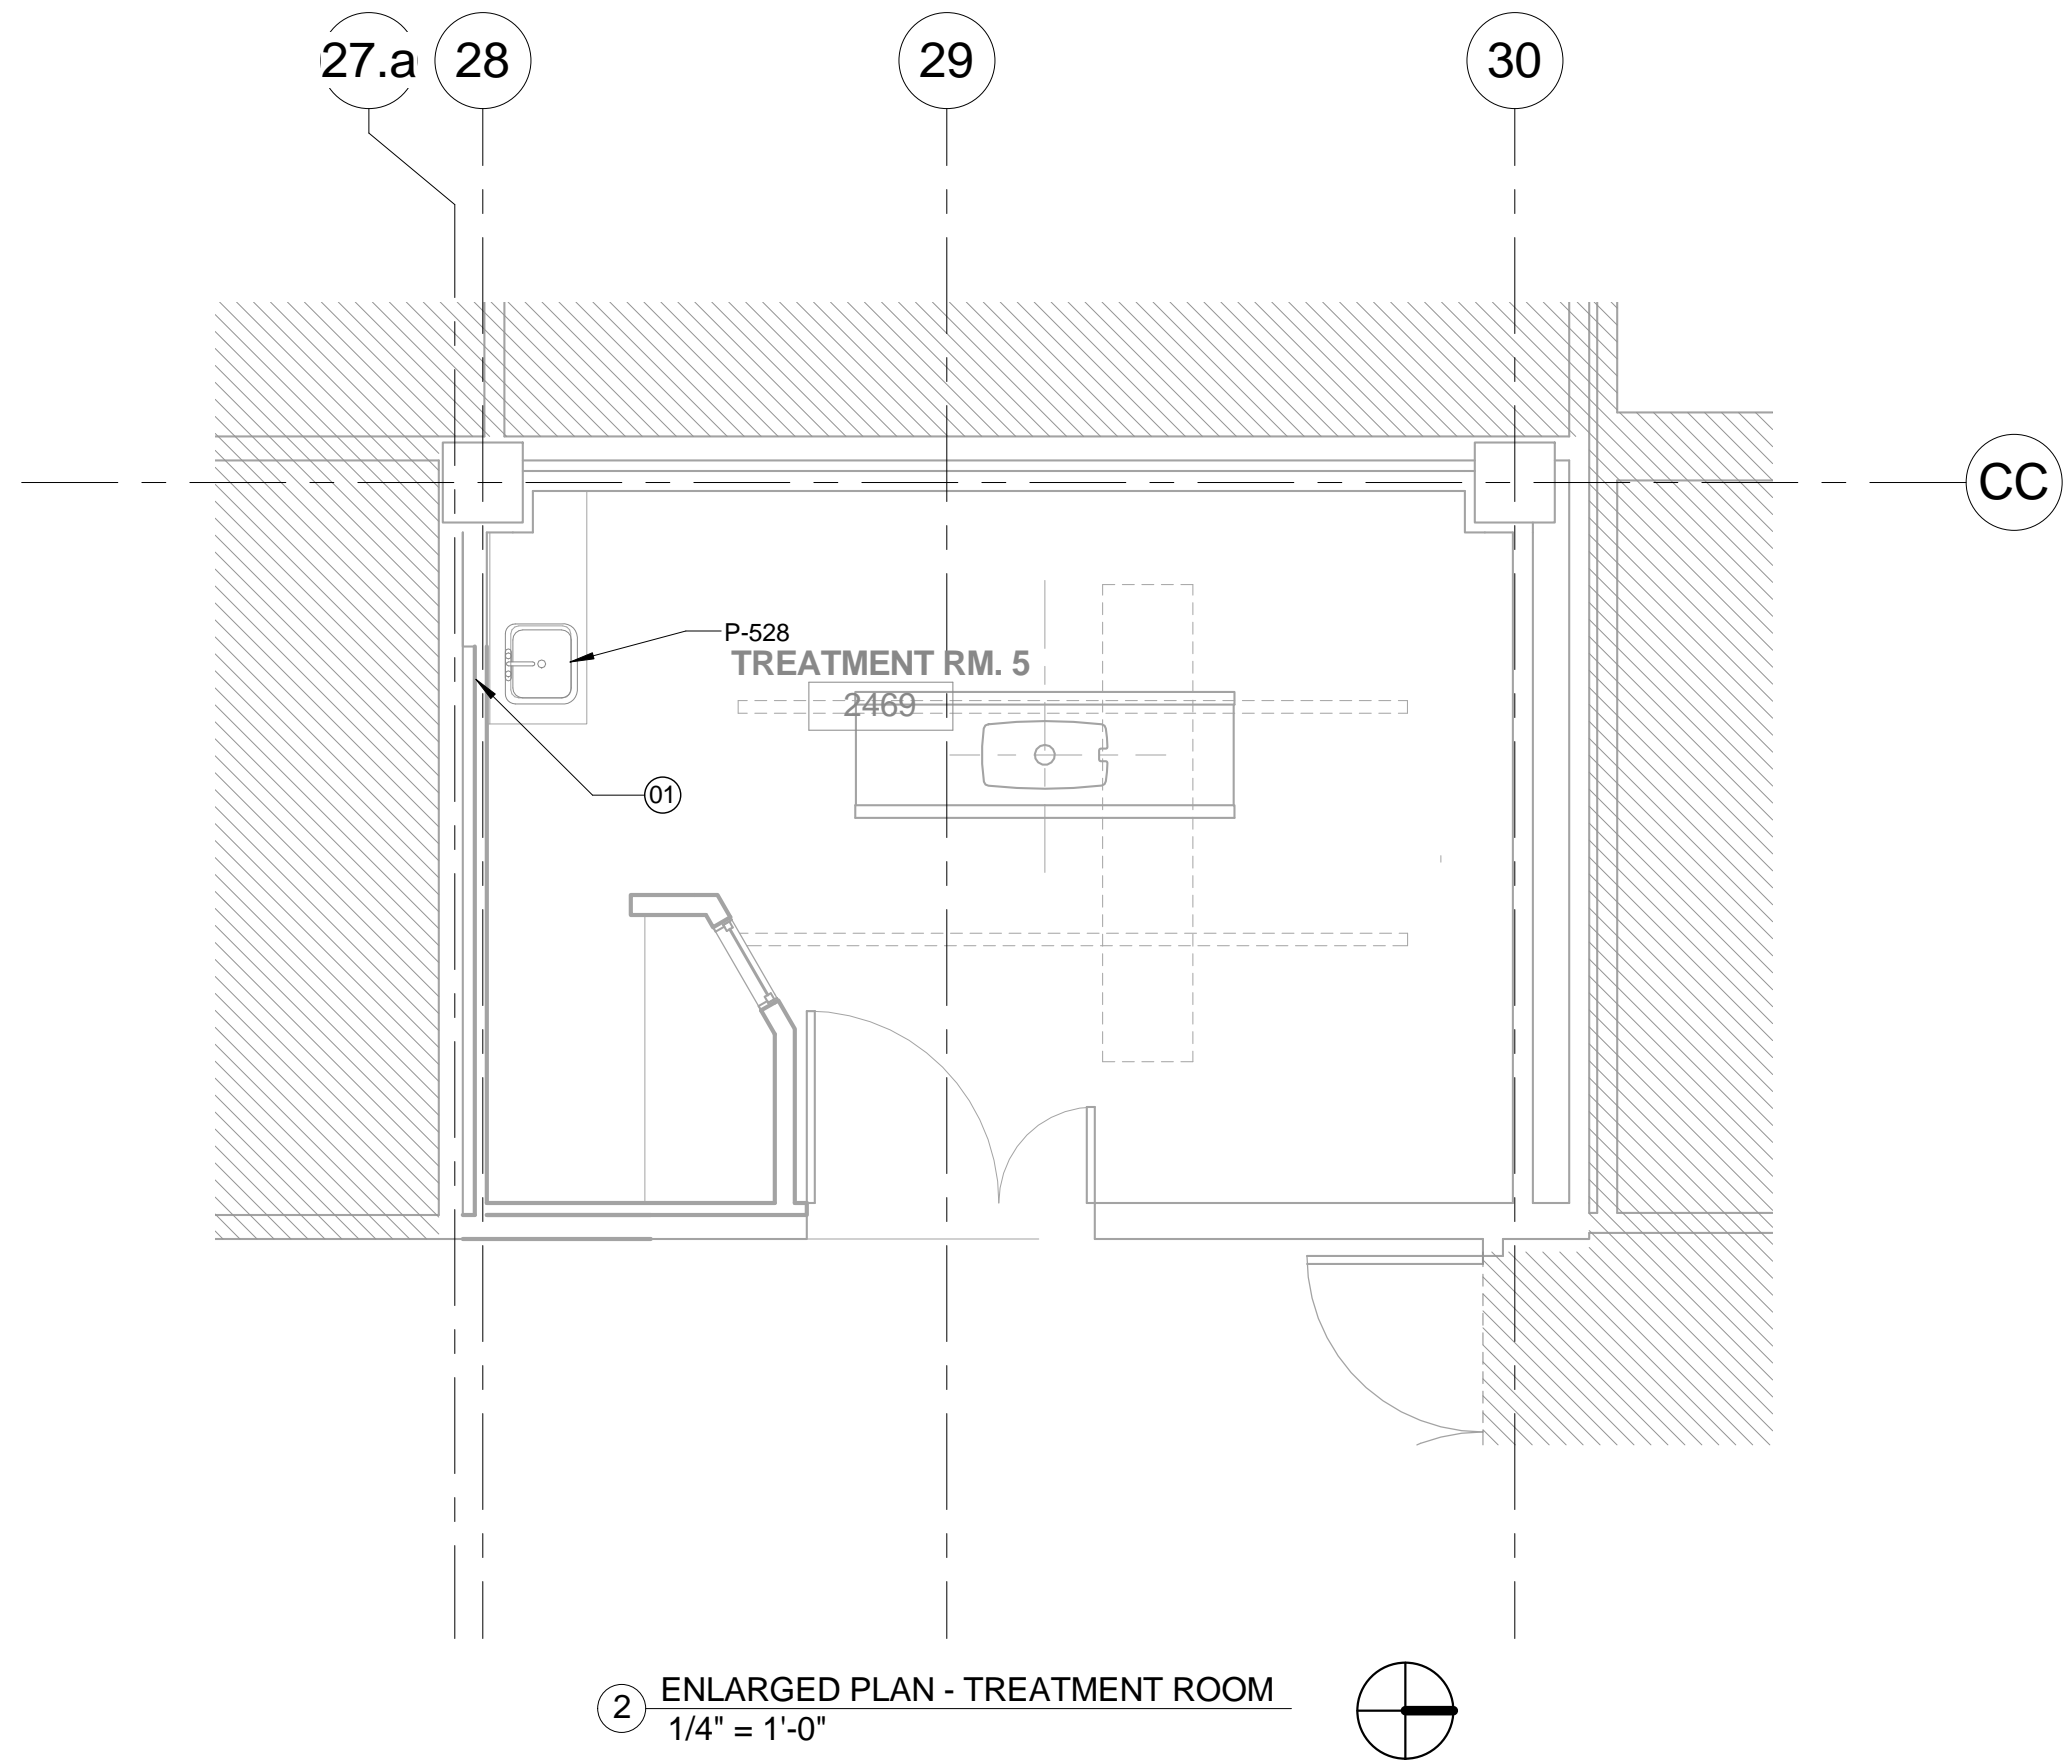 27.a
28
29
30
CC
P-528
TREATMENT RM. 5
2469
01
2
ENLARGED PLAN - TREATMENT ROOM
1/4" = 1'-0"